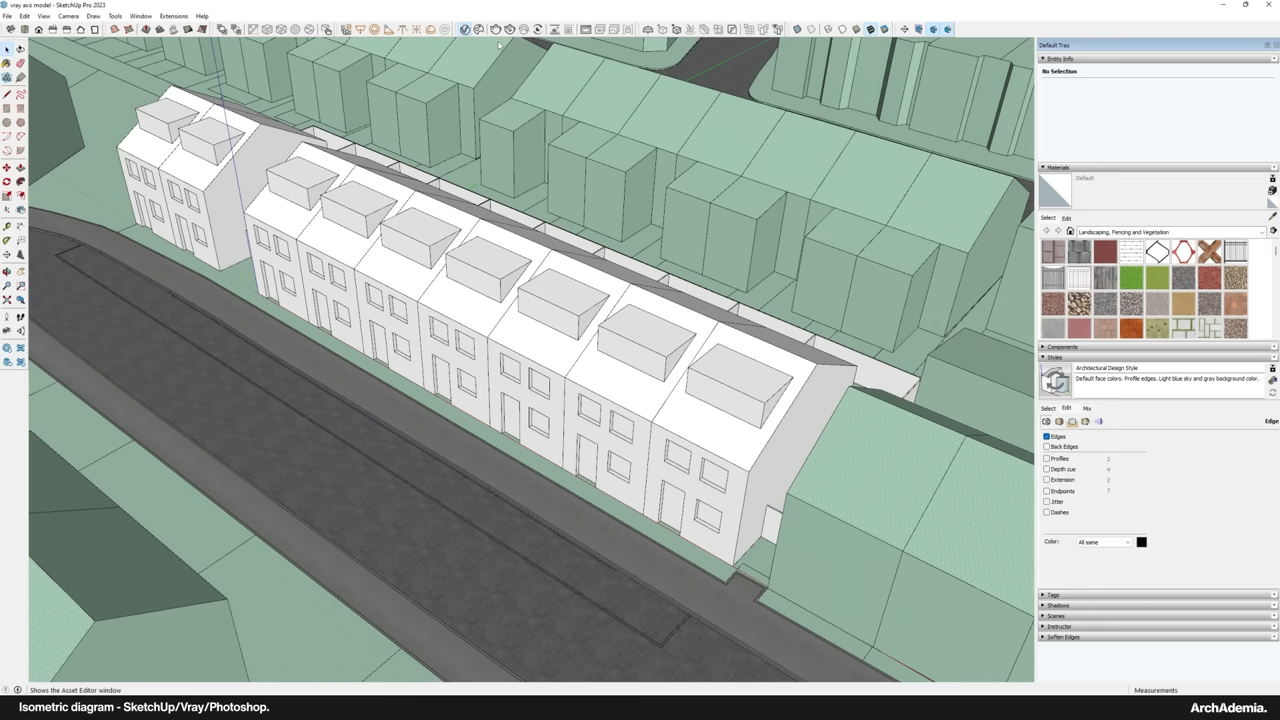 vray axo model - SketchUp Pro 2023
File Edit View Camera Draw Tools Window Extensions Help
Default Tray
Entity Info
No Selection
Materials
Default
Select Edit
Landscaping, Fencing and Vegetation
Components
Styles
Architectural Design Style
Default face colors. Profile edges. Light blue sky and gray background color.
Select Edit Mix
Edge
Edges
Back Edges
Profiles 2
Depth cue 4
Extension 2
Endpoints 7
Jitter
Dashes
Color: All same
Tags
Shadows
Scenes
Instructor
Soften Edges
Shows the Asset Editor window
Measurements
Isometric diagram - SketchUp/Vray/Photoshop.
ArchAdemia.